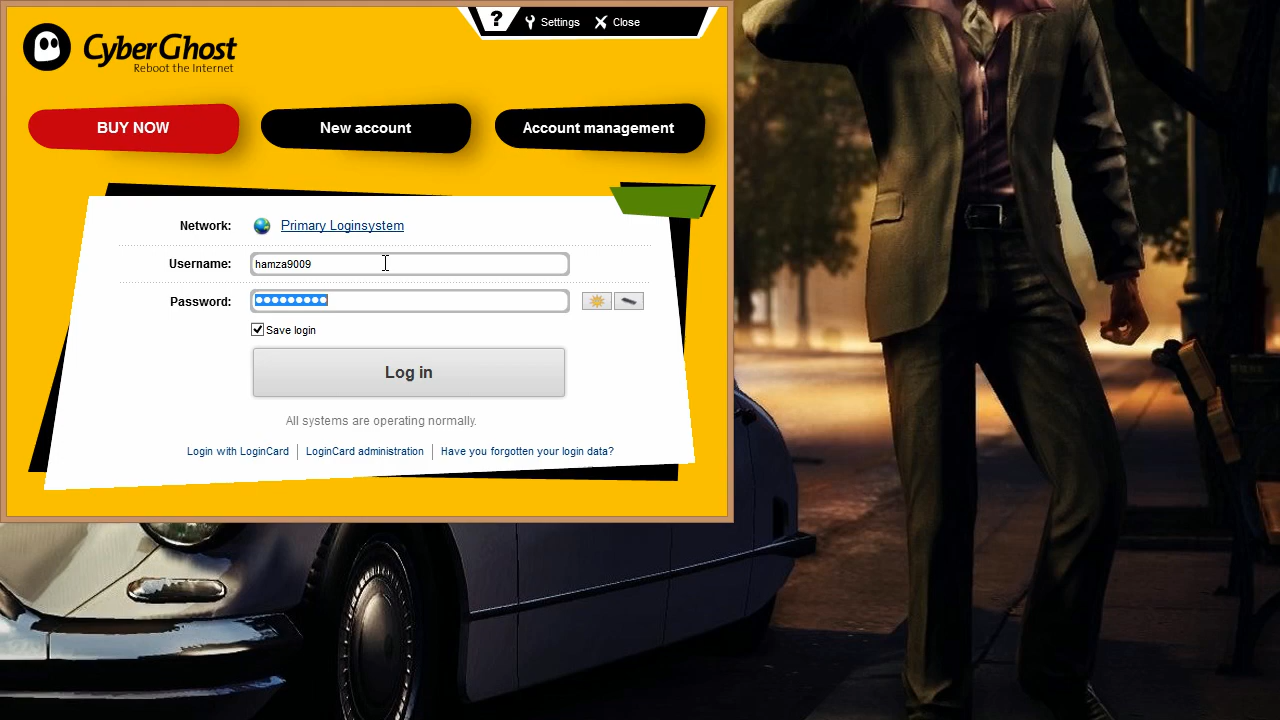 ? Settings Close
CyberGhost
Reboot the Internet
BUY NOW New account Account management
Network: Primary Loginsystem
Username: hamza9009
Password: ●●●●●●●●●
Save login
Log in
All systems are operating normally.
Login with LoginCard LoginCard administration Have you forgotten your login data?